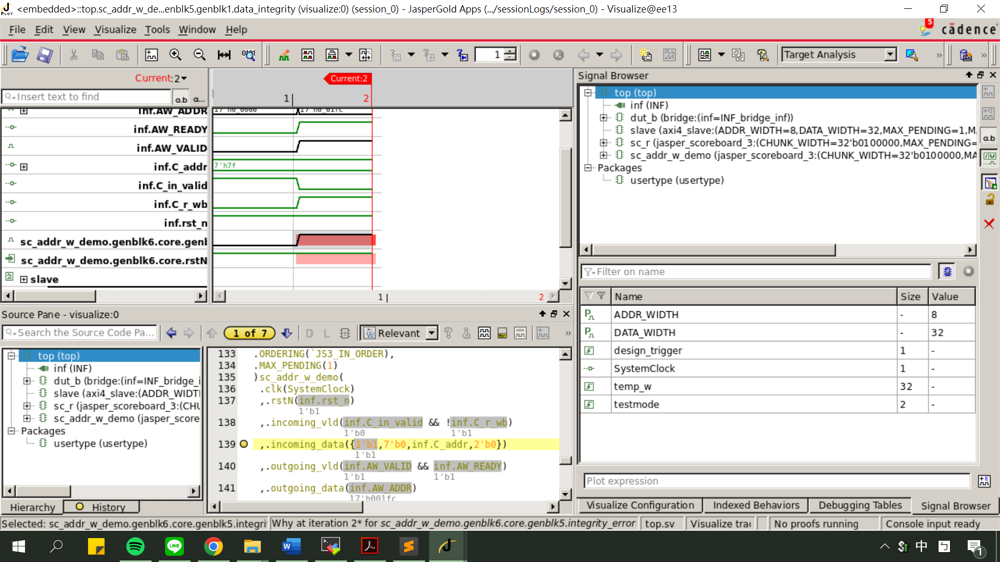 <embedded>::top.sc_addr_w_de...enblk5.genblk1.data_integrity (visualize:0) (session_0) - JasperGold Apps (.../sessionLogs/session_0) - Visualize@ee13
File Edit View Visualize Tools Window Help
5
cādence
1
Target Analysis
Current:2
Insert text to find
a.b a...
Current:2
1
2
inf.AW_ADDR
17'h0_0000
17'h0_01fc
inf.AW_READY
inf.AW_VALID
inf.C_addr
7'h7f
inf.C_in_valid
inf.C_r_wb
inf.rst_n
sc_addr_w_demo.genblk6.core.genl
sc_addr_w_demo.genblk6.core.rstN
slave
1
2
Signal Browser
top (top)
inf (INF)
dut_b (bridge:(inf=INF_bridge_inf))
slave (axi4_slave:(ADDR_WIDTH=8,DATA_WIDTH=32,MAX_PENDING=1,M.
sc_r (jasper_scoreboard_3:(CHUNK_WIDTH=32'b0100000,MAX_PENDING=
sc_addr_w_demo (jasper_scoreboard_3:(CHUNK_WIDTH=32'b0100000,MA
Packages
usertype (usertype)
a.b
Filter on name
Name Size Value
ADDR_WIDTH - 8
DATA_WIDTH - 32
design_trigger 1 -
SystemClock 1 -
temp_w 32 -
testmode 2 -
Plot expression
Visualize Configuration Indexed Behaviors Debugging Tables Signal Browser
Source Pane - visualize:0
Search the Source Code Pa...
1 of 7
D L
Relevant
top (top)
inf (INF)
dut_b (bridge:(inf=INF_bridge_i
slave (axi4_slave:(ADDR_WIDTI
sc_r (jasper_scoreboard_3:(CHU
sc_addr_w_demo (jasper_score
Packages
usertype (usertype)
Hierarchy History
133 .ORDERING(`JS3_IN_ORDER),
134 .MAX_PENDING(1)
135 )sc_addr_w_demo(
136 .clk(SystemClock)
137 ,.rstN(inf.rst_n)
1'b1
138 ,.incoming_vld(inf.C_in_valid && !inf.C_r_wb)
1'b0 1'b1
139 ,.incoming_data({1'b1,7'b0,inf.C_addr,2'b0})
1'b1
140 ,.outgoing_vld(inf.AW_VALID && inf.AW_READY)
1'b1 1'b1
141 ,.outgoing_data(inf.AW_ADDR)
17'h001fc
Selected: sc_addr_w_demo.genblk6.core.genblk5.integri
Why at iteration 2* for sc_addr_w_demo.genblk6.core.genblk5.integrity_error
top.sv
Visualize trac
No proofs running
Console input ready
LINE
中
ㄅ
1